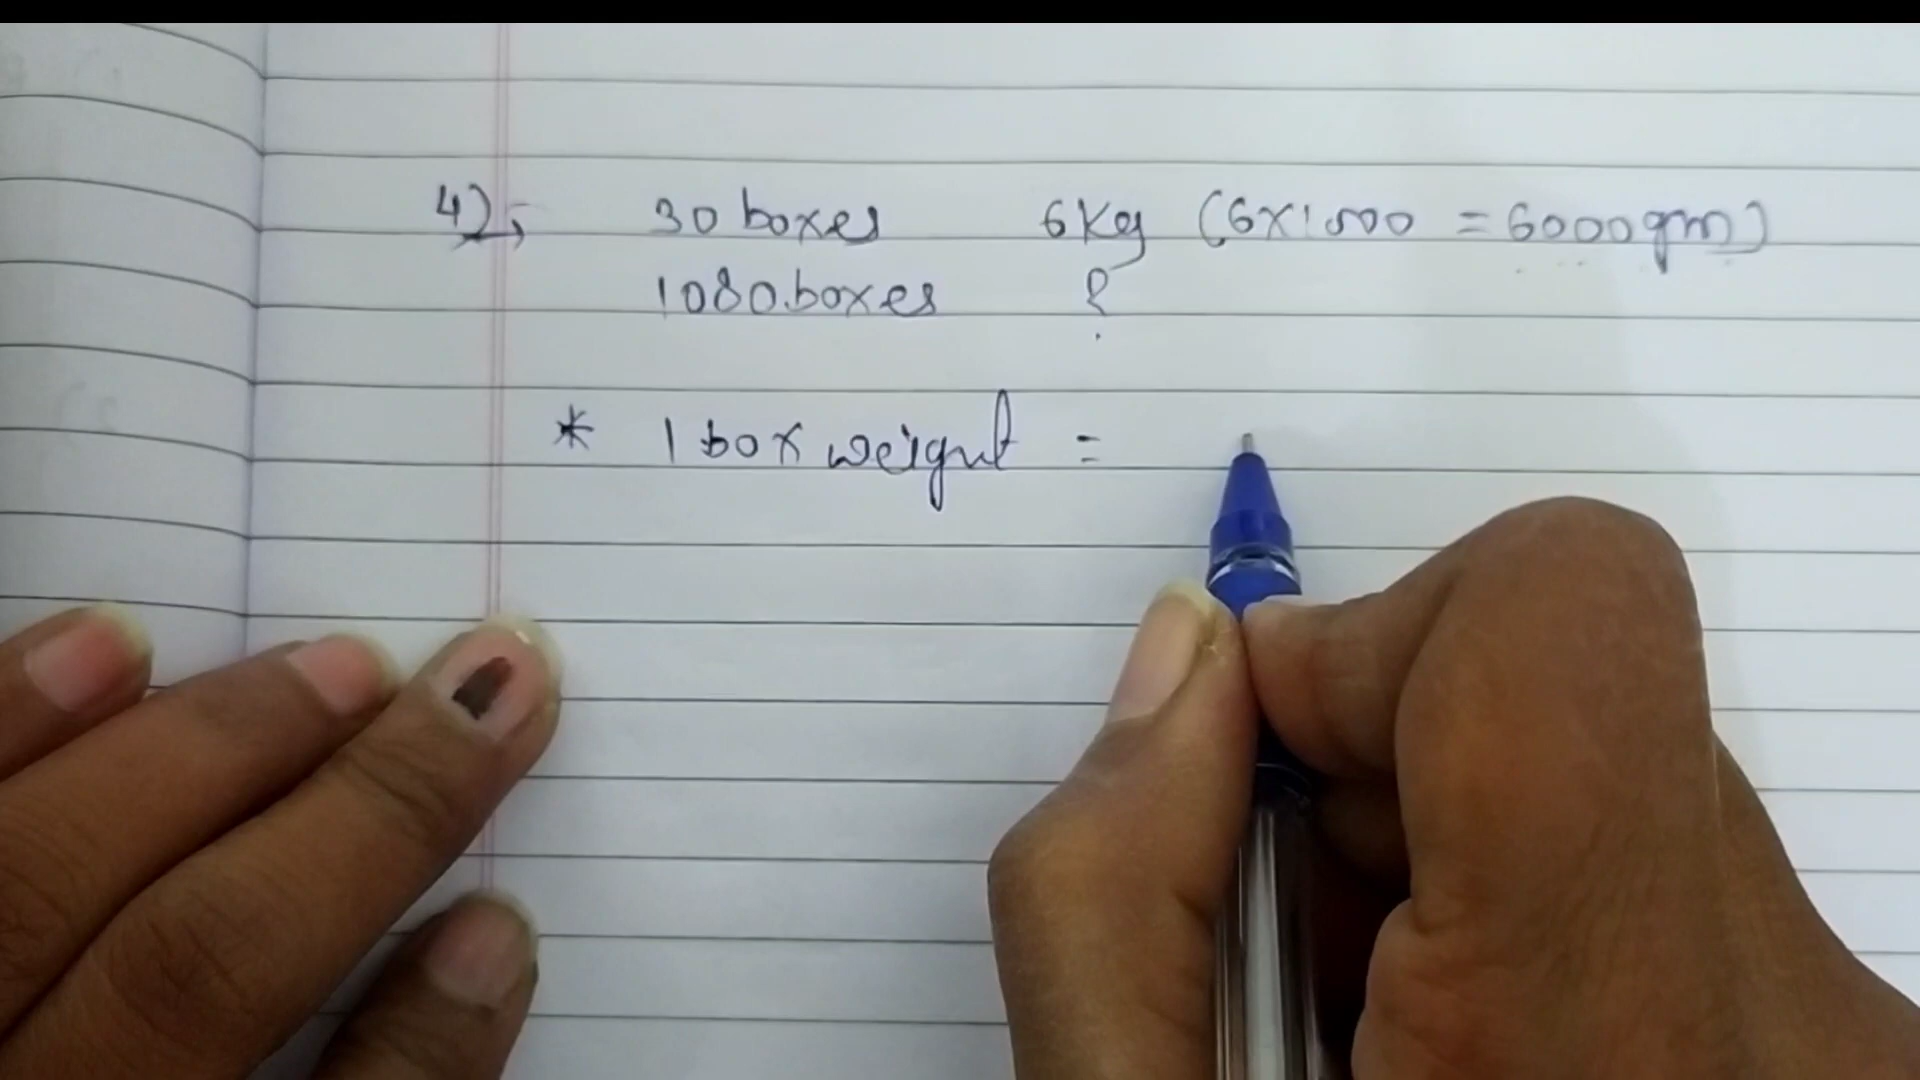 4), 30 boxes 6Kg (6X1000 = 6000gm)
1080.boxes ?
* 1 box weight =